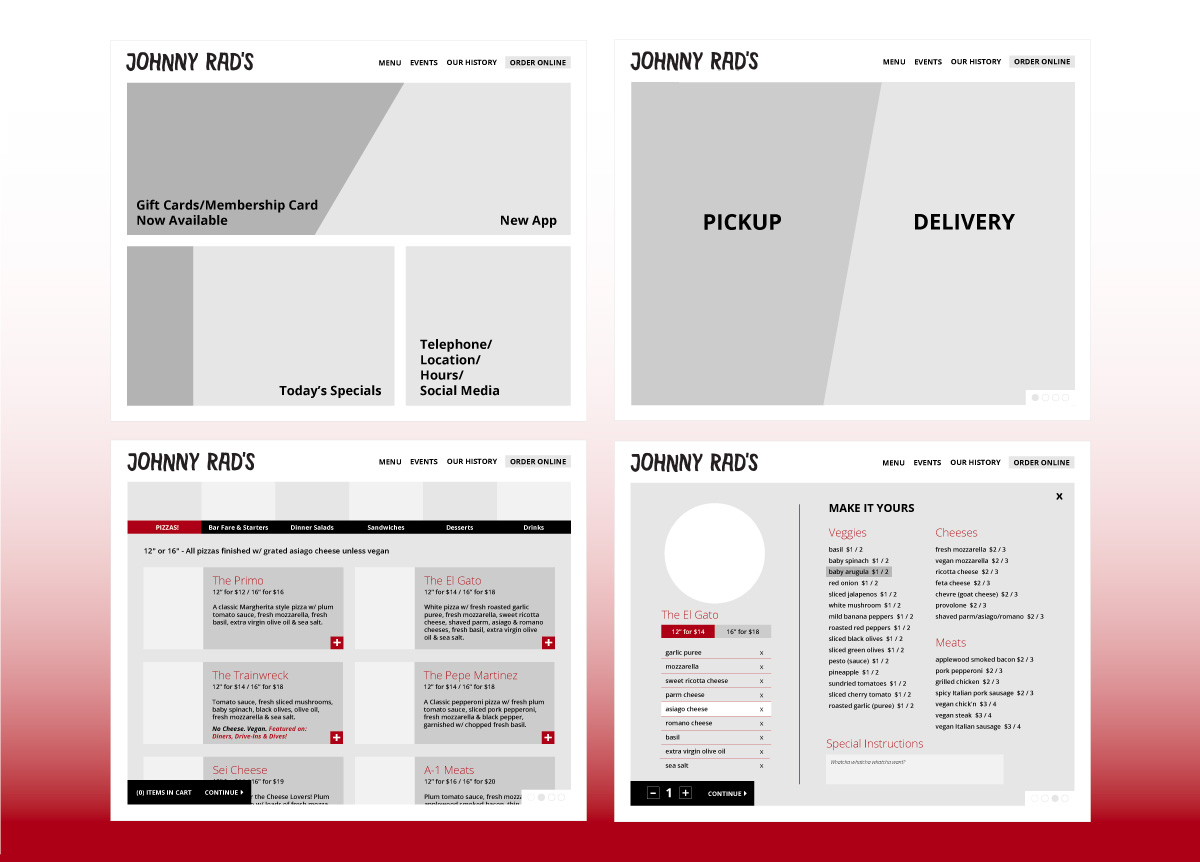 JOHNNY RAD'S
MENU EVENTS OUR HISTORY ORDER ONLINE
Gift Cards/Membership Card
Now Available
New App
Today's Specials
Telephone/
Location/
Hours/
Social Media
JOHNNY RAD'S
MENU EVENTS OUR HISTORY ORDER ONLINE
PICKUP
DELIVERY
JOHNNY RAD'S
MENU EVENTS OUR HISTORY ORDER ONLINE
PIZZAS! Bar Fare & Starters Dinner Salads Sandwiches Desserts Drinks
12" or 16" - All pizzas finished w/ grated asiago cheese unless vegan
The Primo
12" for $12 / 16" for $16
A classic Margherita style pizza w/ plum
tomato sauce, fresh mozzarella, fresh
basil, extra virgin olive oil & sea salt.
+
The El Gato
12" for $14 / 16" for $18
White pizza w/ fresh roasted garlic
puree, fresh mozzarella, sweet ricotta
cheese, shaved parm, asiago & romano
cheeses, fresh basil, extra virgin olive
oil & sea salt.
+
The Trainwreck
12" for $14 / 16" for $18
Tomato sauce, fresh sliced mushrooms,
baby spinach, black olives, olive oil,
fresh mozzarella & sea salt.
No Cheese. Vegan. Featured on:
Diners, Drive-Ins & Dives!
+
The Pepe Martinez
12" for $14 / 16" for $18
A Classic pepperoni pizza w/ fresh plum
tomato sauce, sliced pork pepperoni,
fresh mozzarella & black pepper,
garnished w/ chopped fresh basil.
+
Sei Cheese
16" for $19
the Cheese Lovers! Plum
A-1 Meats
12" for $16 / 16" for $20
Plum tomato sauce, fresh
(0) ITEMS IN CART CONTINUE
JOHNNY RAD'S
MENU EVENTS OUR HISTORY ORDER ONLINE
X
The El Gato
12" for $14 16" for $18
garlic puree x
mozzarella x
sweet ricotta cheese x
parm cheese x
asiago cheese x
romano cheese x
basil x
extra virgin olive oil x
sea salt x
− 1 + CONTINUE
MAKE IT YOURS
Veggies
basil $1 / 2
baby spinach $1 / 2
baby arugula $1 / 2
red onion $1 / 2
sliced jalapenos $1 / 2
white mushroom $1 / 2
mild banana peppers $1 / 2
roasted red peppers $1 / 2
sliced black olives $1 / 2
sliced green olives $1 / 2
pesto (sauce) $1 / 2
pineapple $1 / 2
sundried tomatoes $1 / 2
sliced cherry tomato $1 / 2
roasted garlic (puree) $1 / 2
Cheeses
fresh mozzarella $2 / 3
vegan mozzarella $2 / 3
ricotta cheese $2 / 3
feta cheese $2 / 3
chevre (goat cheese) $2 / 3
provolone $2 / 3
shaved parm/asiago/romano $2 / 3
Meats
applewood smoked bacon $2 / 3
pork pepperoni $2 / 3
grilled chicken $2 / 3
spicy Italian pork sausage $2 / 3
vegan chick'n $3 / 4
vegan steak $3 / 4
vegan Italian sausage $3 / 4
Special Instructions
Whatcha whatcha whatcha want?